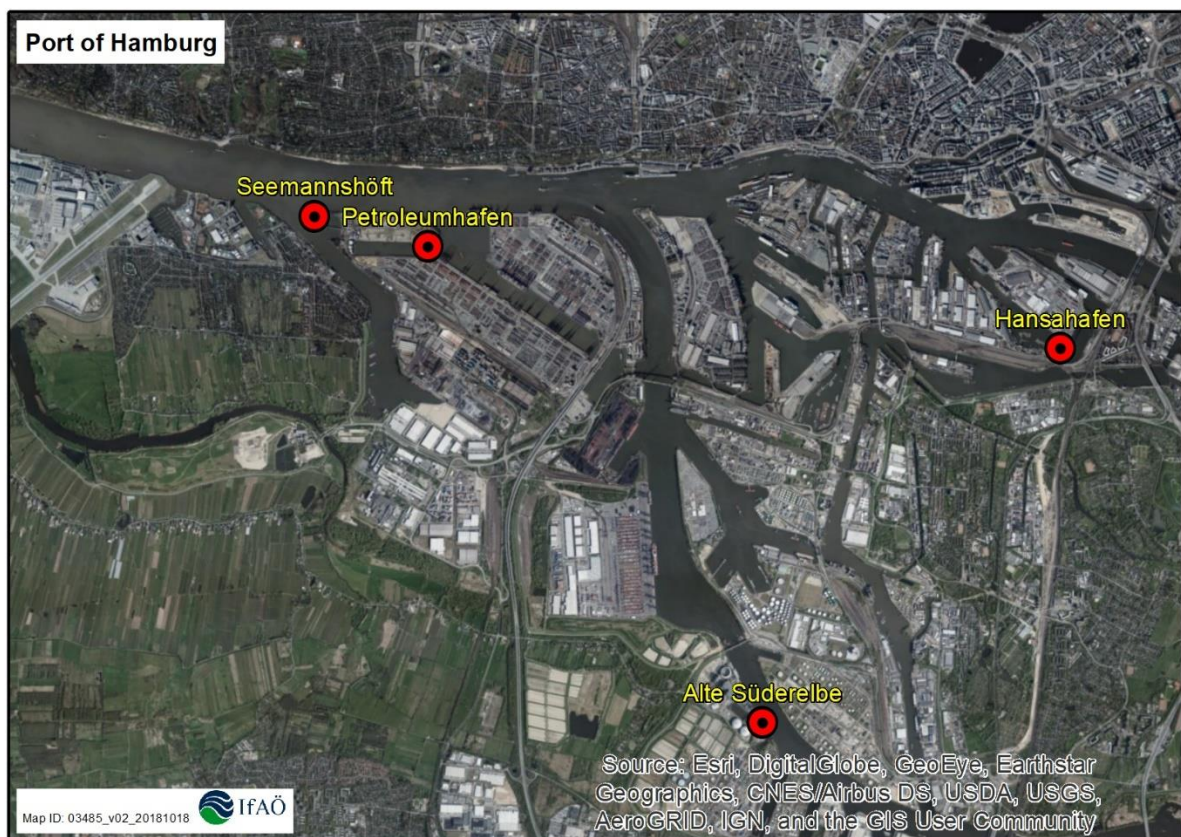 Port of Hamburg
Seemannshöft
Petroleumhafen
Hansahafen
Alte Süderelbe
Source: Esri, DigitalGlobe, GeoEye, Earthstar
Geographics, CNES/Airbus DS, USDA, USGS,
AeroGRID, IGN, and the GIS User Community
Map ID: 03485_v02_20181018
IfAÖ